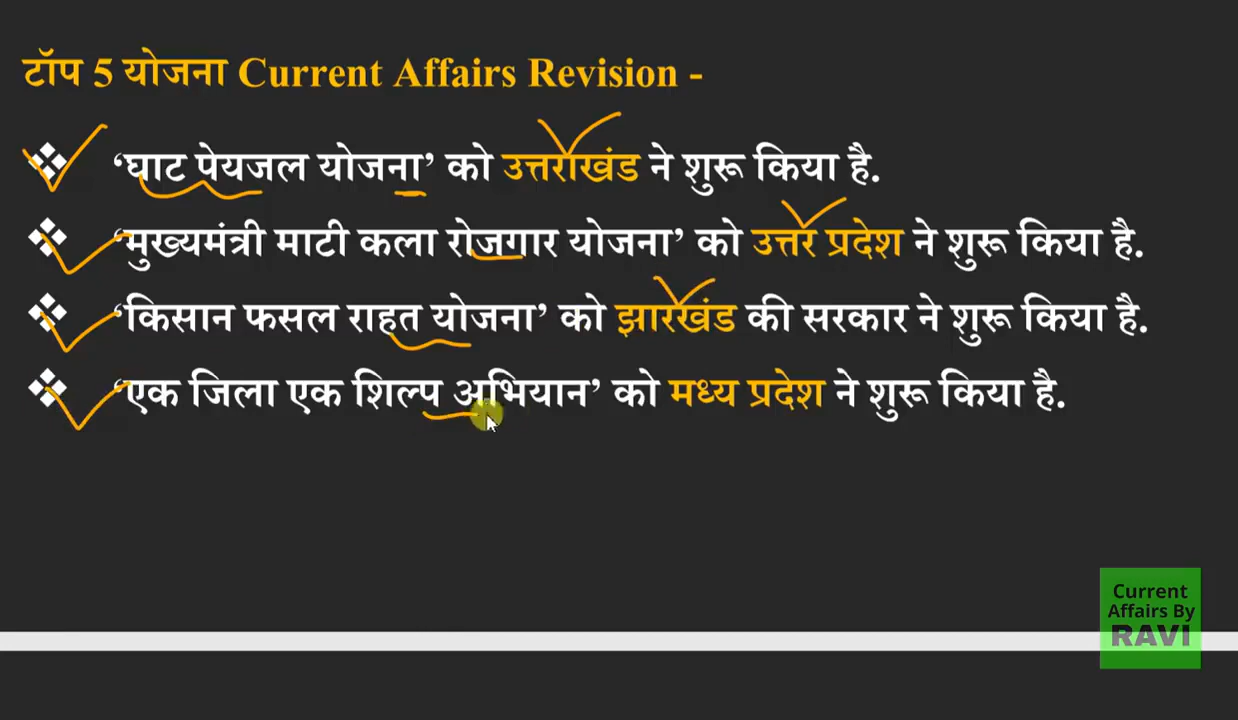 टॉप 5 योजना Current Affairs Revision -
‘घाट पेयजल योजना’ को उत्तराखंड ने शुरू किया है.
‘मुख्यमंत्री माटी कला रोजगार योजना’ को उत्तर प्रदेश ने शुरू किया है.
‘किसान फसल राहत योजना’ को झारखंड की सरकार ने शुरू किया है.
‘एक जिला एक शिल्प अभियान’ को मध्य प्रदेश ने शुरू किया है.
Current
Affairs By
RAVI